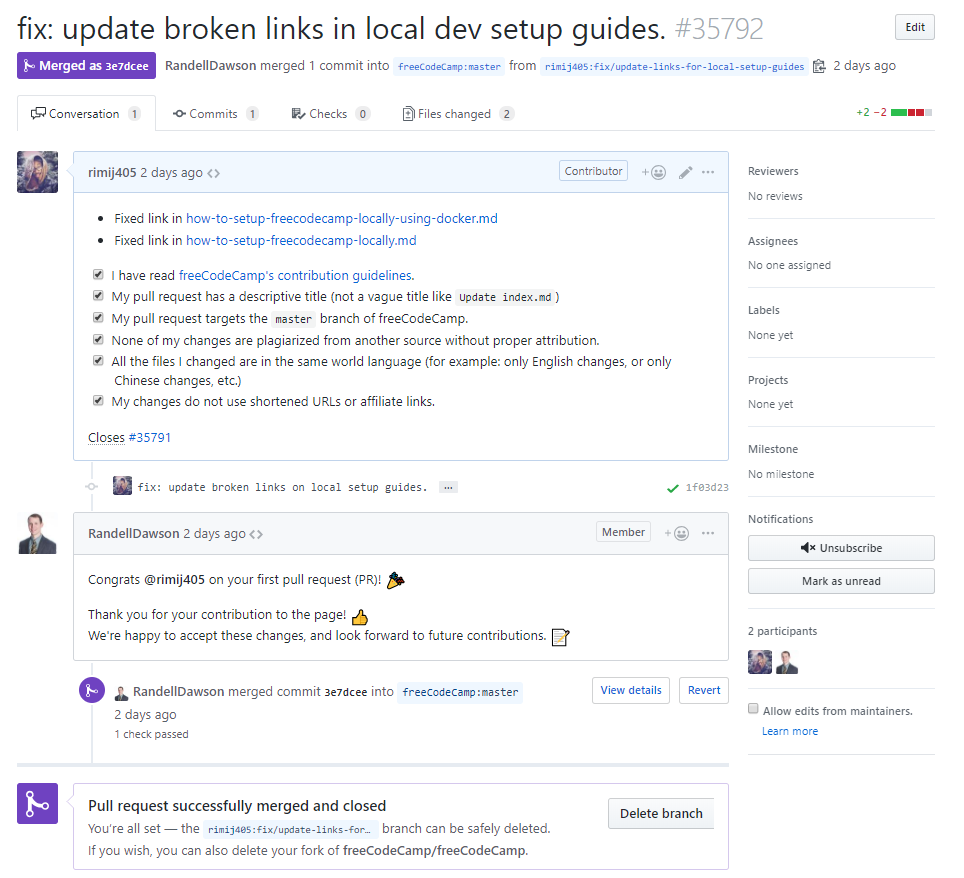 fix: update broken links in local dev setup guides. #35792
Edit
Merged as 3e7dcee RandellDawson merged 1 commit into freeCodeCamp:master from rimij405:fix/update-links-for-local-setup-guides 2 days ago
Conversation 1 Commits 1 Checks 0 Files changed 2 +2 −2
rimij405 2 days ago Contributor
Fixed link in how-to-setup-freecodecamp-locally-using-docker.md
Fixed link in how-to-setup-freecodecamp-locally.md
I have read freeCodeCamp's contribution guidelines.
My pull request has a descriptive title (not a vague title like Update index.md)
My pull request targets the master branch of freeCodeCamp.
None of my changes are plagiarized from another source without proper attribution.
All the files I changed are in the same world language (for example: only English changes, or only
Chinese changes, etc.)
My changes do not use shortened URLs or affiliate links.
Closes #35791
fix: update broken links on local setup guides. … 1f03d23
RandellDawson 2 days ago Member
Congrats @rimij405 on your first pull request (PR)! 🎉
Thank you for your contribution to the page! 👍
We're happy to accept these changes, and look forward to future contributions. 📝
RandellDawson merged commit 3e7dcee into freeCodeCamp:master
2 days ago
1 check passed
View details
Revert
Pull request successfully merged and closed
You're all set — the rimij405:fix/update-links-for… branch can be safely deleted.
If you wish, you can also delete your fork of freeCodeCamp/freeCodeCamp.
Delete branch
Reviewers
No reviews
Assignees
No one assigned
Labels
None yet
Projects
None yet
Milestone
No milestone
Notifications
Unsubscribe
Mark as unread
2 participants
Allow edits from maintainers.
Learn more